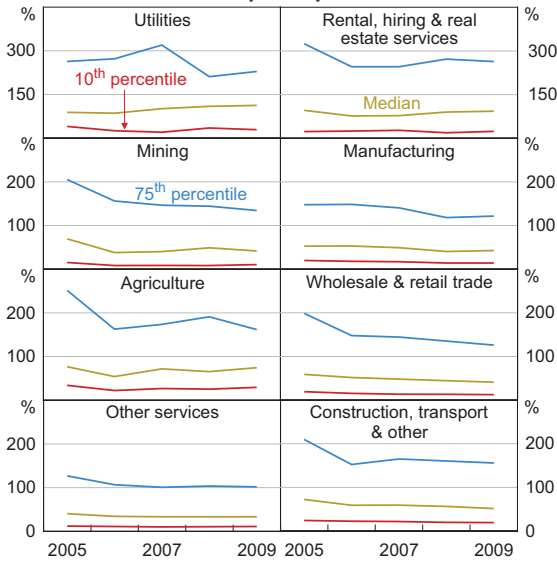 %
Utilities
Rental, hiring & real
estate services
%
300
300
10th percentile
Median
150
150
Mining
Manufacturing
200
75th percentile
200
100
100
Agriculture
Wholesale & retail trade
200
200
100
100
%
Other services
Construction, transport
& other
%
200
200
100
100
0
0
2005
2007
2009
2005
2007
2009